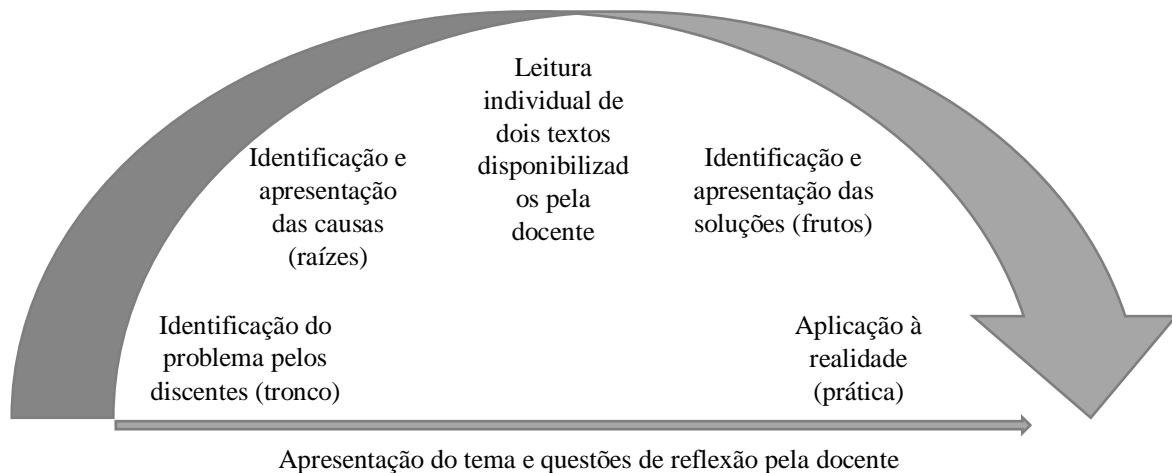 Identificação do
problema pelos
discentes (tronco)
Identificação e
apresentação
das causas
(raízes)
Leitura
individual de
dois textos
disponibilizad
os pela
docente
Identificação e
apresentação das
soluções (frutos)
Aplicação à
realidade
(prática)
Apresentação do tema e questões de reflexão pela docente